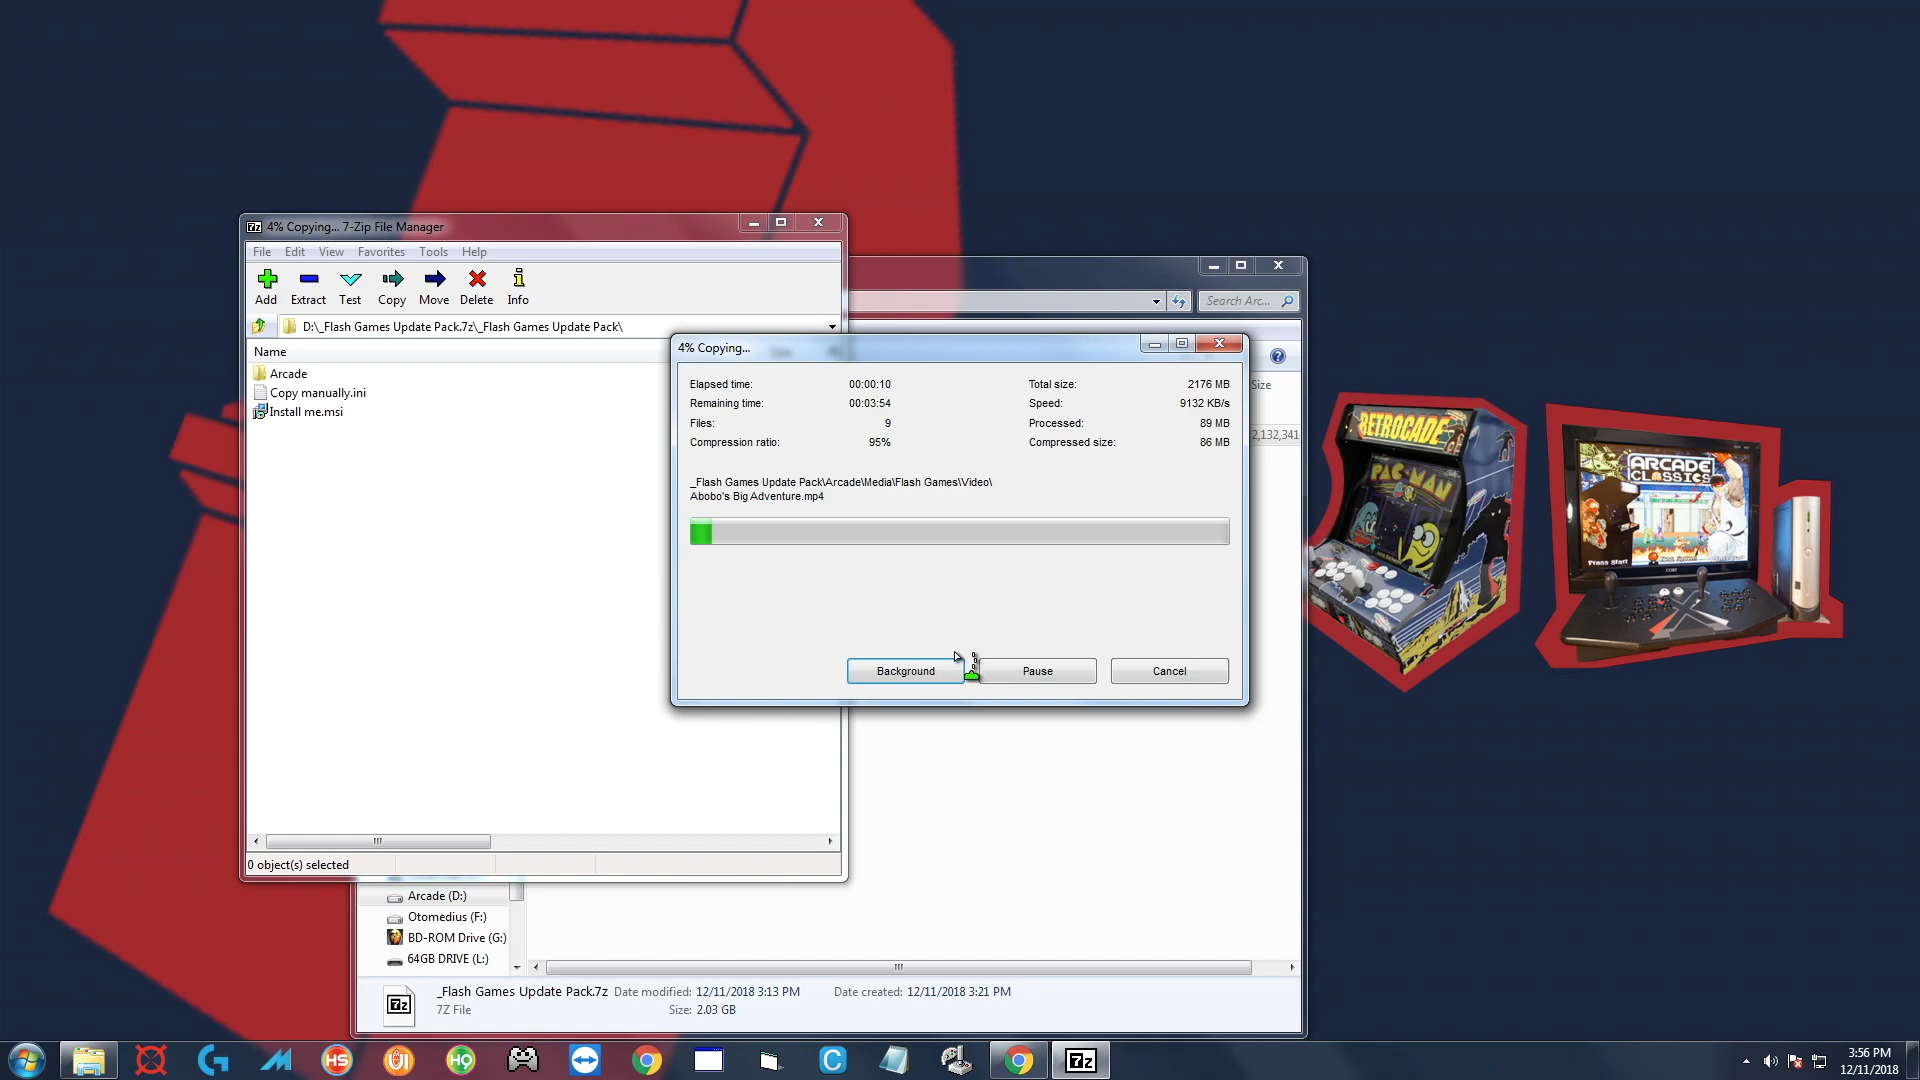 4% Copying... 7-Zip File Manager
File Edit View Favorites Tools Help
Add Extract Test Copy Move Delete Info
Search Arc...
D:\_Flash Games Update Pack.7z\_Flash Games Update Pack\
Name
Size
Arcade
Copy manually.ini
Install me.msi
2,132,341
4% Copying...
Elapsed time: 00:00:10 Total size: 2176 MB
Remaining time: 00:03:54 Speed: 9132 KB/s
Files: 9 Processed: 89 MB
Compression ratio: 95% Compressed size: 86 MB
_Flash Games Update Pack\Arcade\Media\Flash Games\Video\
Abobo's Big Adventure.mp4
Background Pause Cancel
0 object(s) selected
Arcade (D:)
Otomedius (F:)
BD-ROM Drive (G:)
64GB DRIVE (L:)
_Flash Games Update Pack.7z Date modified: 12/11/2018 3:13 PM Date created: 12/11/2018 3:21 PM
7Z File Size: 2.03 GB
RETROCADE
PAC-MAN
ARCADE
CLASSICS
Press Start
COBY
HS
UI
HQ
7z
3:56 PM
12/11/2018